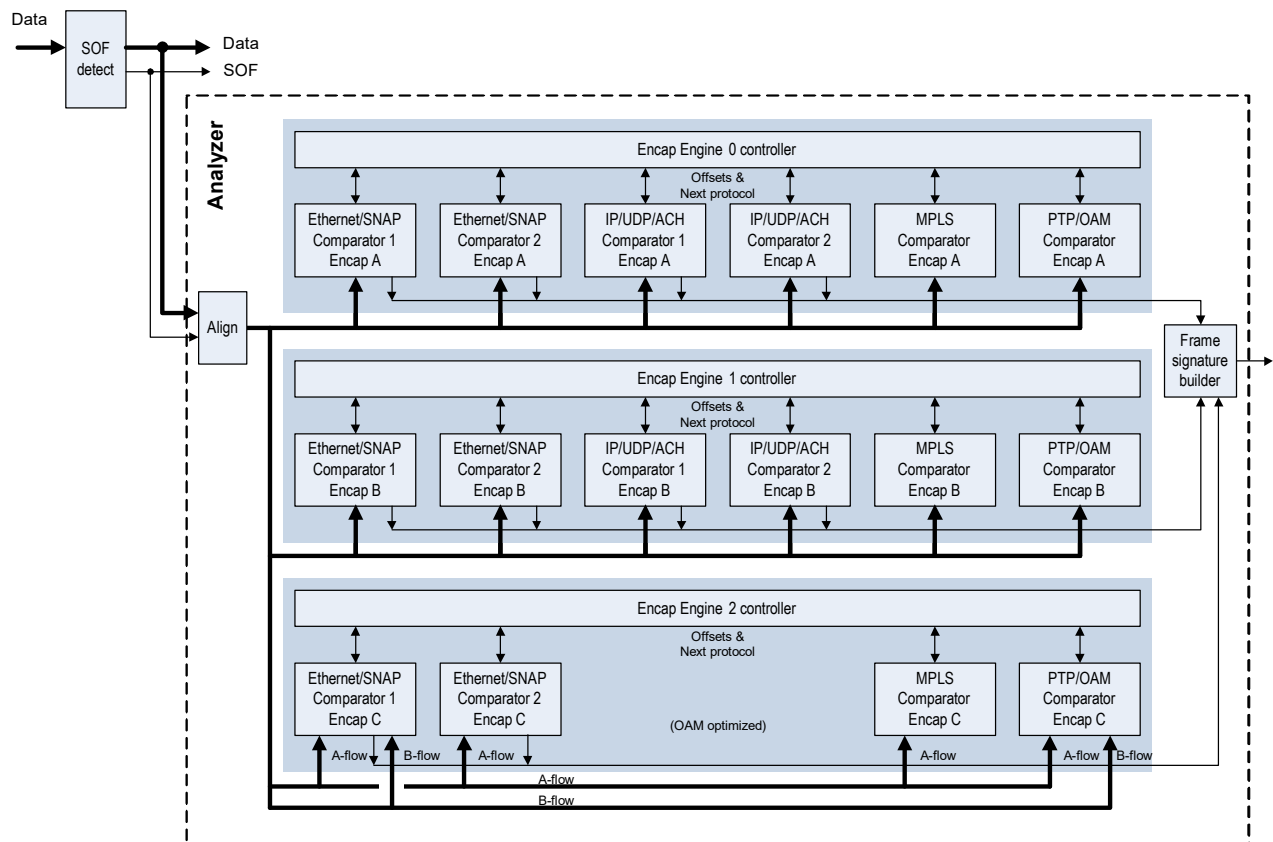 Data
SOF
detect
Data
SOF
Analyzer
Encap Engine 0 controller
Offsets &
Next protocol
Ethernet/SNAP
Comparator 1
Encap A
Ethernet/SNAP
Comparator 2
Encap A
IP/UDP/ACH
Comparator 1
Encap A
IP/UDP/ACH
Comparator 2
Encap A
MPLS
Comparator
Encap A
PTP/OAM
Comparator
Encap A
Align
Frame
signature
builder
Encap Engine 1 controller
Offsets &
Next protocol
Ethernet/SNAP
Comparator 1
Encap B
Ethernet/SNAP
Comparator 2
Encap B
IP/UDP/ACH
Comparator 1
Encap B
IP/UDP/ACH
Comparator 2
Encap B
MPLS
Comparator
Encap B
PTP/OAM
Comparator
Encap B
Encap Engine 2 controller
Offsets &
Next protocol
Ethernet/SNAP
Comparator 1
Encap C
Ethernet/SNAP
Comparator 2
Encap C
(OAM optimized)
MPLS
Comparator
Encap C
PTP/OAM
Comparator
Encap C
A-flow
B-flow
A-flow
A-flow
A-flow
B-flow
A-flow
B-flow